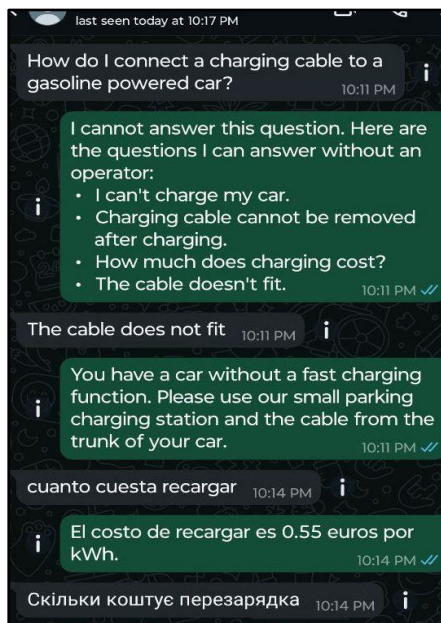 last seen today at 10:17 PM
How do I connect a charging cable to a
gasoline powered car?
10:11 PM
I cannot answer this question. Here are
the questions I can answer without an
operator:
• I can't charge my car.
• Charging cable cannot be removed
after charging.
• How much does charging cost?
• The cable doesn't fit.
10:11 PM
The cable does not fit 10:11 PM
You have a car without a fast charging
function. Please use our small parking
charging station and the cable from the
trunk of your car.
10:11 PM
cuanto cuesta recargar 10:14 PM
El costo de recargar es 0.55 euros por
kWh.
10:14 PM
Скільки коштує перезарядка 10:14 PM